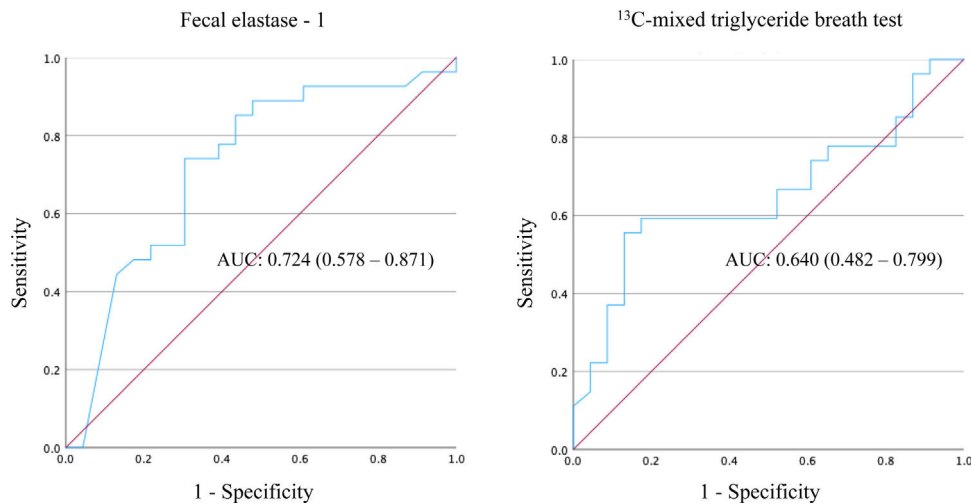 Fecal elastase - 1
1.0
0.8
0.6
0.4
0.2
0.0
0.0 0.2 0.4 0.6 0.8 1.0
Sensitivity
1 - Specificity
AUC: 0.724 (0.578 – 0.871)
¹³C-mixed triglyceride breath test
1.0
0.8
0.6
0.4
0.2
0.0
0.0 0.2 0.4 0.6 0.8 1.0
Sensitivity
1 - Specificity
AUC: 0.640 (0.482 – 0.799)